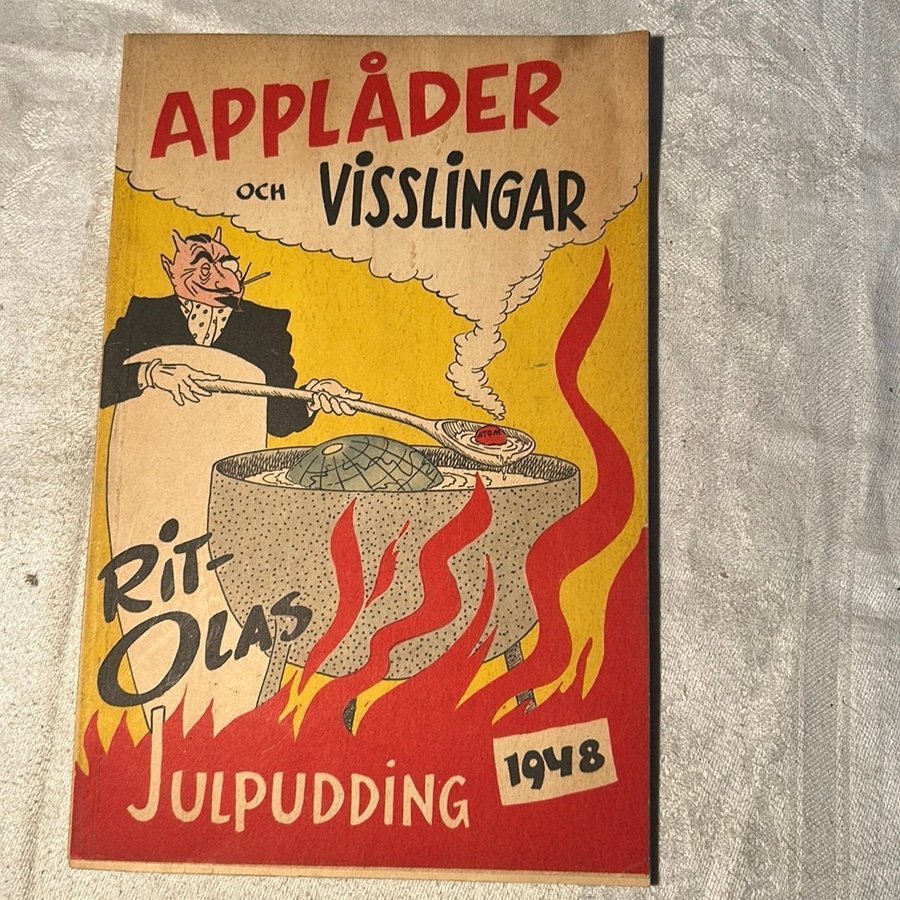 APPLÅDER
OCH VISSLINGAR
ATOM
RIT-
OLAS
JULPUDDING
1948